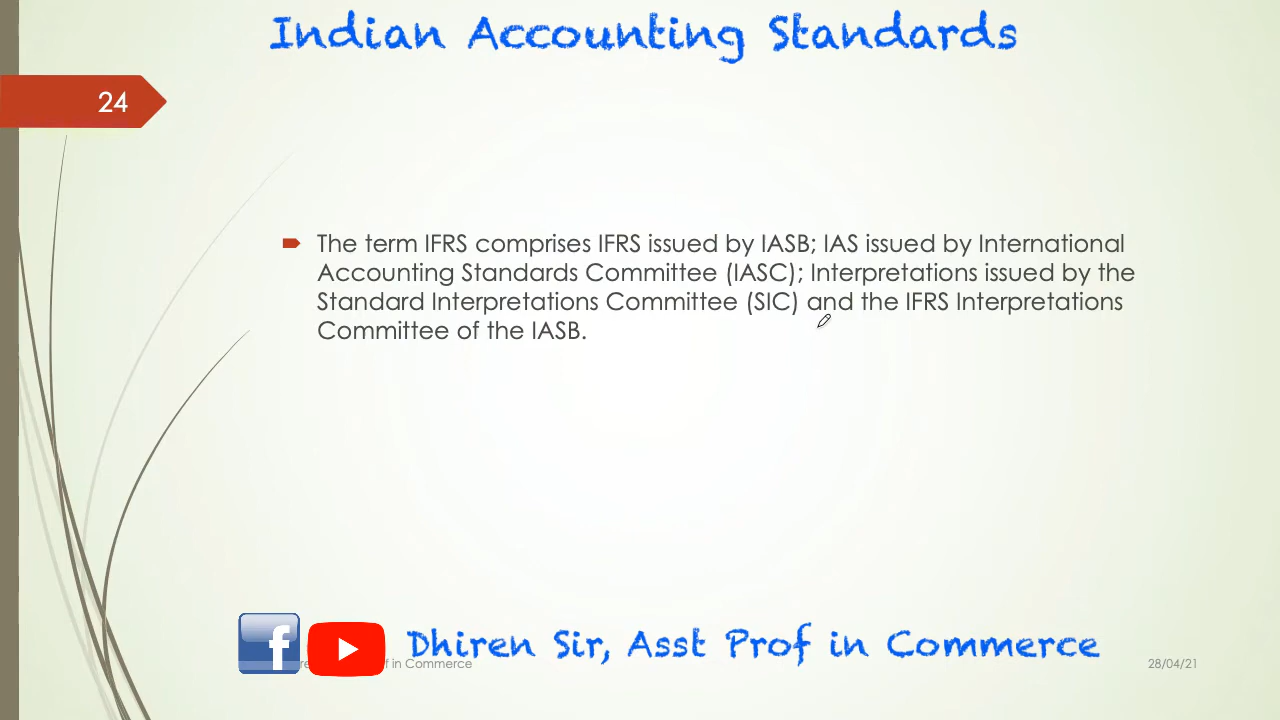 Indian Accounting Standards
24
The term IFRS comprises IFRS issued by IASB; IAS issued by International
Accounting Standards Committee (IASC); Interpretations issued by the
Standard Interpretations Committee (SIC) and the IFRS Interpretations
Committee of the IASB.
f
Dhiren Sir, Asst Prof in Commerce
in Commerce
28/04/21